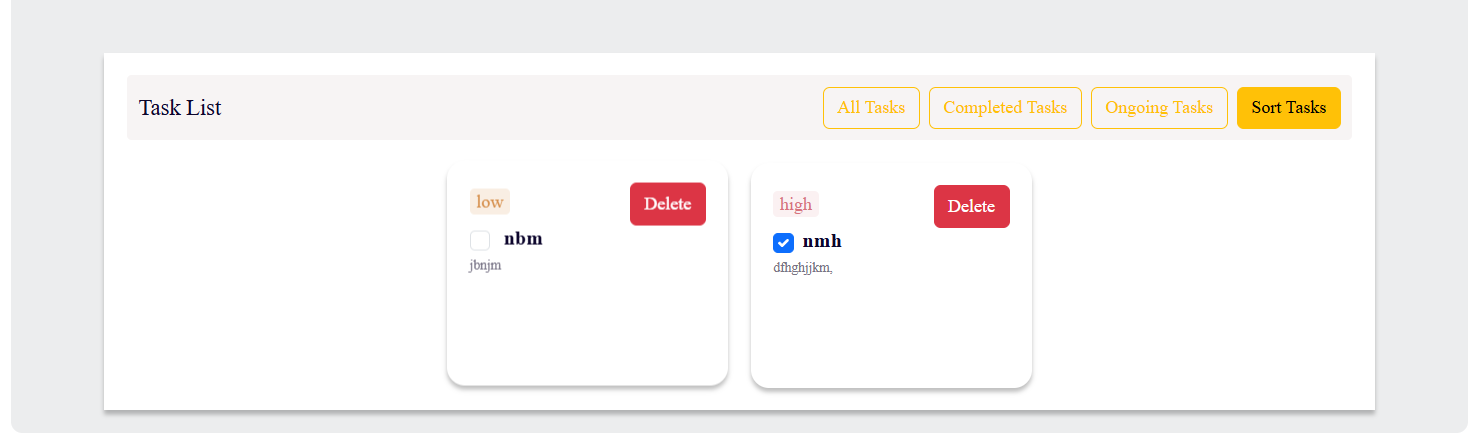 Task List
All Tasks
Completed Tasks
Ongoing Tasks
Sort Tasks
low
Delete
nbm
jbnjm
high
Delete
nmh
dfhghjjkm,